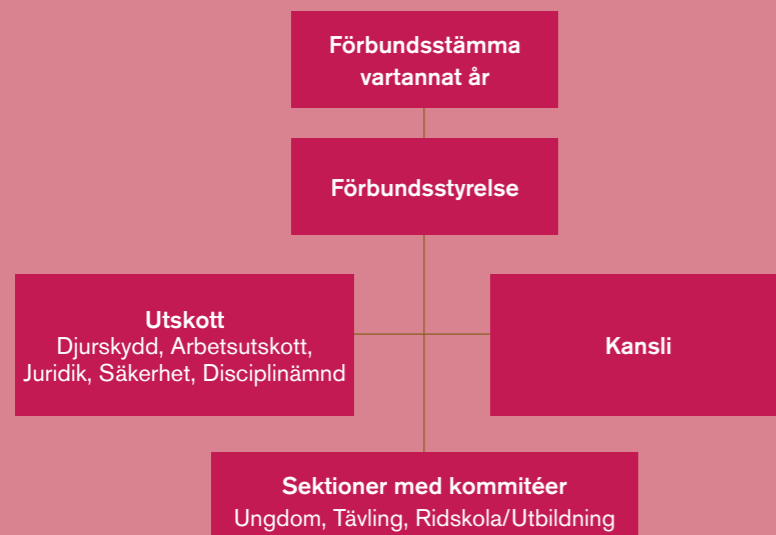 Förbundsstämma
vartannat år
Förbundsstyrelse
Utskott
Djurskydd, Arbetsutskott,
Juridik, Säkerhet, Disciplinämnd
Kansli
Sektioner med kommitéer
Ungdom, Tävling, Ridskola/Utbildning